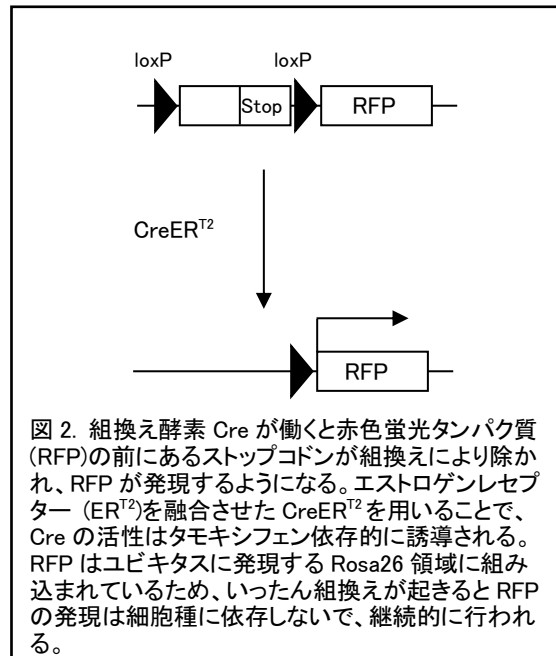 loxP loxP
Stop RFP
CreER^T2
RFP
図 2. 組換え酵素 Cre が働くと赤色蛍光タンパク質
(RFP)の前にあるストップコドンが組換えにより除か
れ、RFP が発現するようになる。エストロゲンレセプ
ター (ER^T2)を融合させた CreER^T2 を用いることで、
Cre の活性はタモキシフェン依存的に誘導される。
RFP はユビキタスに発現する Rosa26 領域に組み
込まれているため、いったん組換えが起きると RFP
の発現は細胞種に依存しないで、継続的に行われ
る。